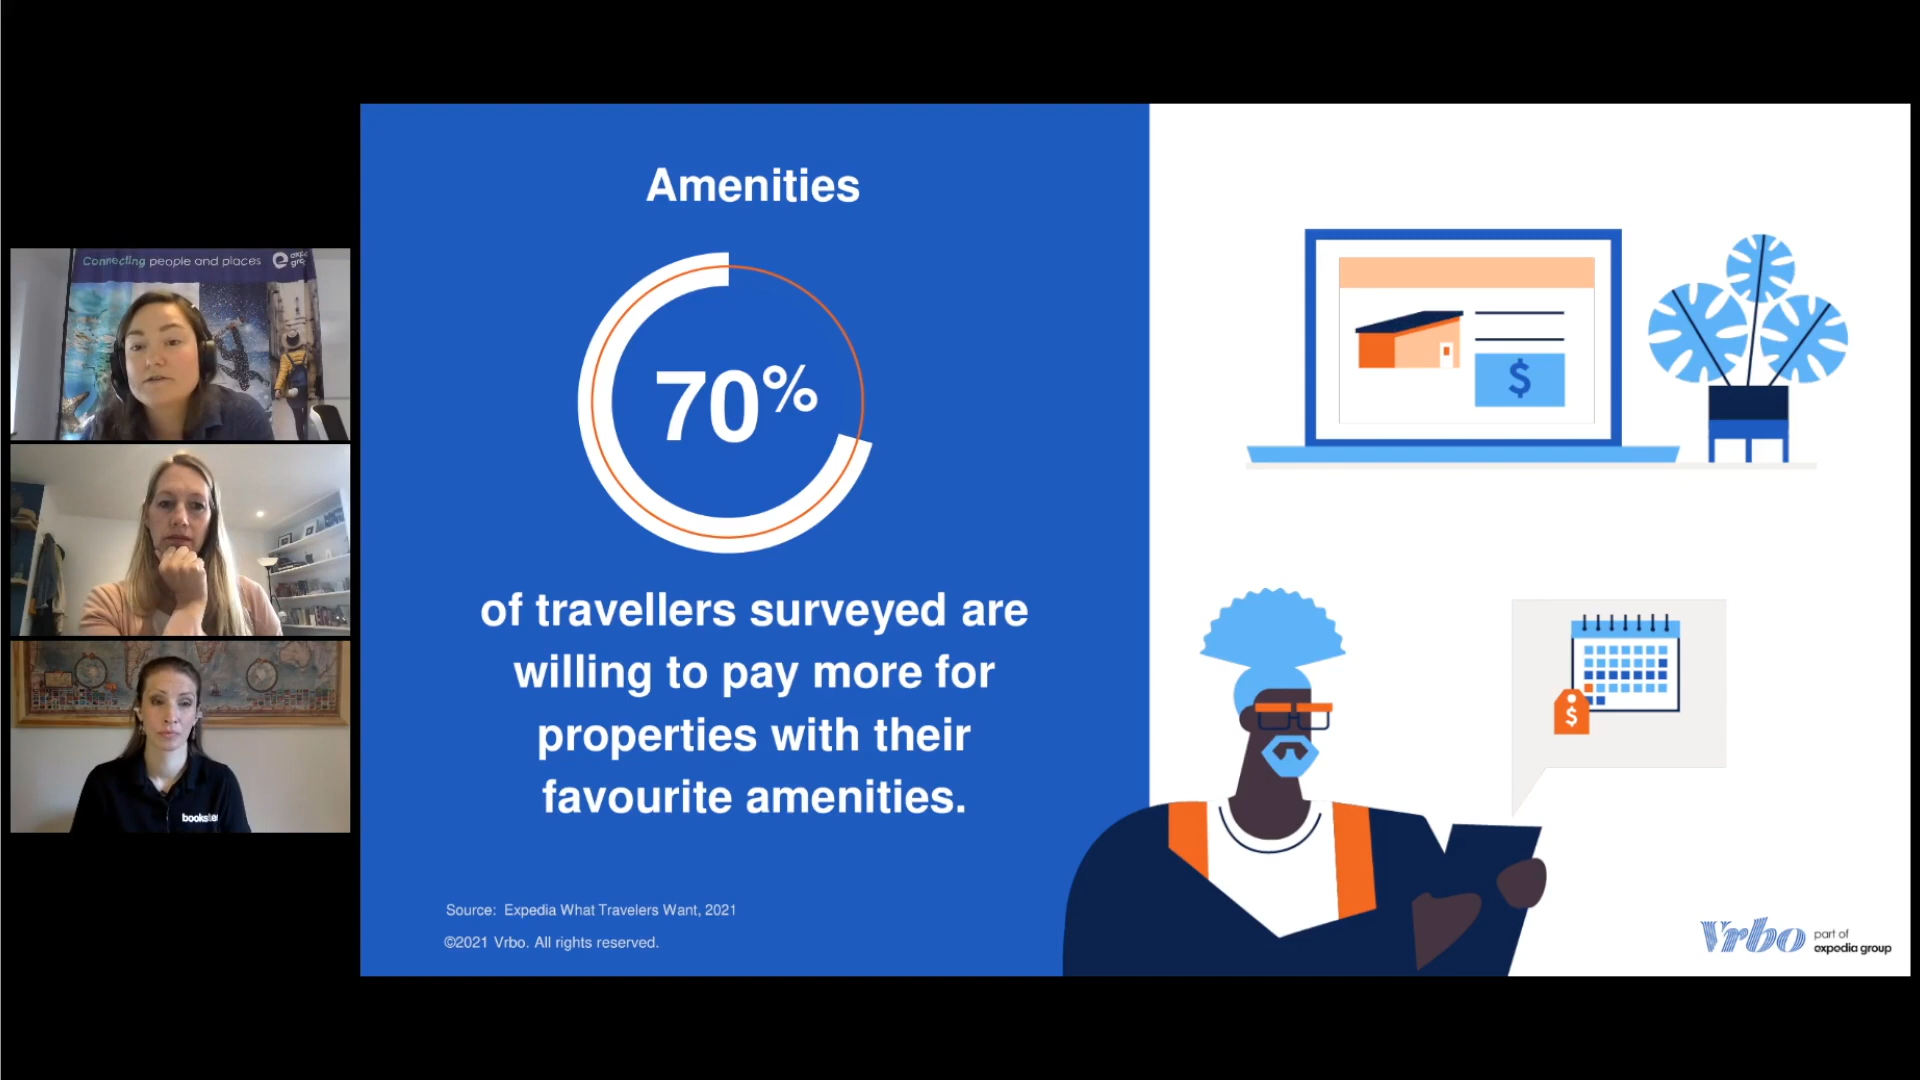 Connecting people and places
Amenities
70%
of travellers surveyed are
willing to pay more for
properties with their
favourite amenities.
Source: Expedia What Travelers Want, 2021
©2021 Vrbo. All rights reserved.
$
$
Vrbo part of
expedia group